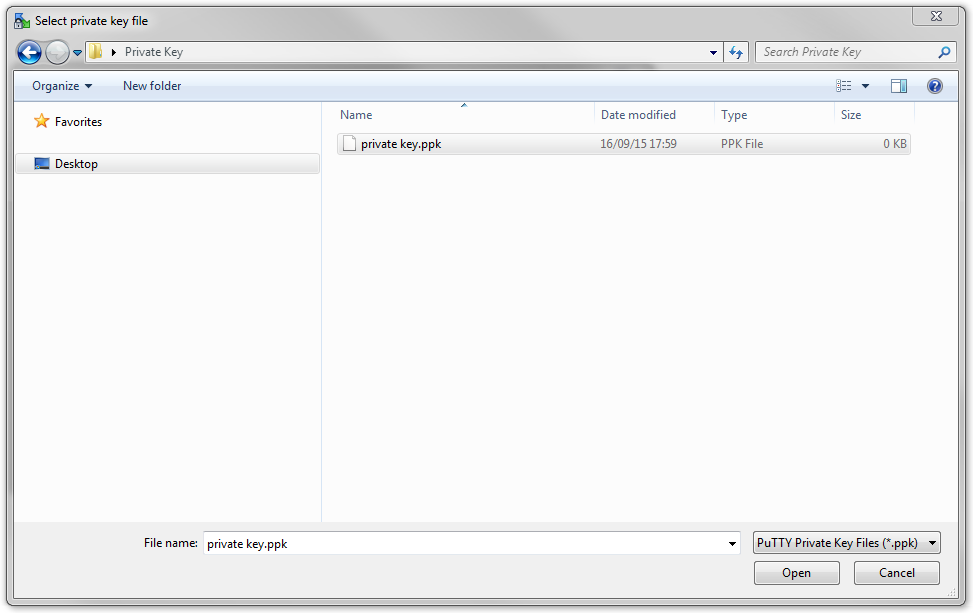 Select private key file
Private Key
Search Private Key
Organize New folder
Name Date modified Type Size
Favorites
private key.ppk 16/09/15 17:59 PPK File 0 KB
Desktop
File name: private key.ppk PuTTY Private Key Files (*.ppk)
Open Cancel